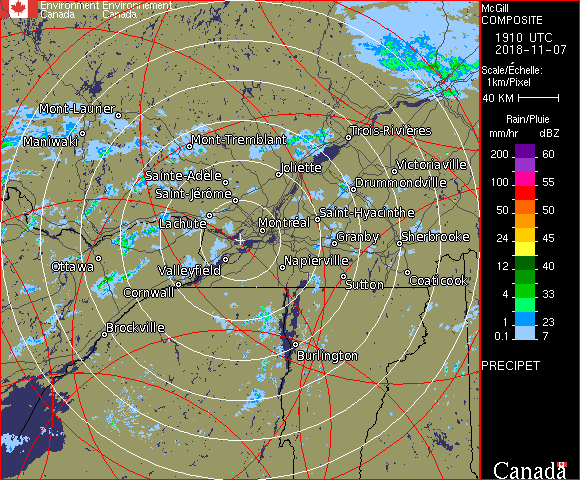 Environment Environnement
Canada Canada
McGill
COMPOSITE
1910 UTC
2018-11-07
Scale/Échelle:
1km/Pixel
40 KM
Rain/Pluie
mm/hr dBZ
200 60
150 57
100 55
50 50
24 45
12 40
4 33
1 23
0.1 7
PRECIPET
Canada
Mont-Laurier
Maniwaki
Mont-Tremblant
Trois-Rivières
Sainte-Adèle
Joliette
Victoriaville
Saint-Jérôme
Drummondville
Lachute
Saint-Hyacinthe
Montréal
Granby
Sherbrooke
Ottawa
Valleyfield
Napierville
Cornwall
Sutton
Coaticook
Brockville
Burlington